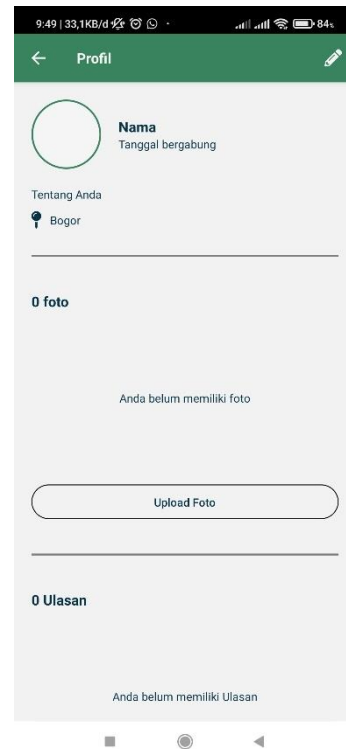 9:49 | 33,1KB/d
84%
Profil
Nama
Tanggal bergabung
Tentang Anda
Bogor
0 foto
Anda belum memiliki foto
Upload Foto
0 Ulasan
Anda belum memiliki Ulasan